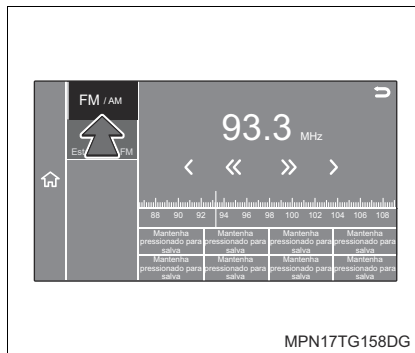 FM / AM
Est FM
93.3 MHz
88 90 92 94 96 98 100 102 104 106 108
Mantenha pressionado para salva
Mantenha pressionado para salva
Mantenha pressionado para salva
Mantenha pressionado para salva
Mantenha pressionado para salva
Mantenha pressionado para salva
Mantenha pressionado para salva
Mantenha pressionado para salva
MPN17TG158DG